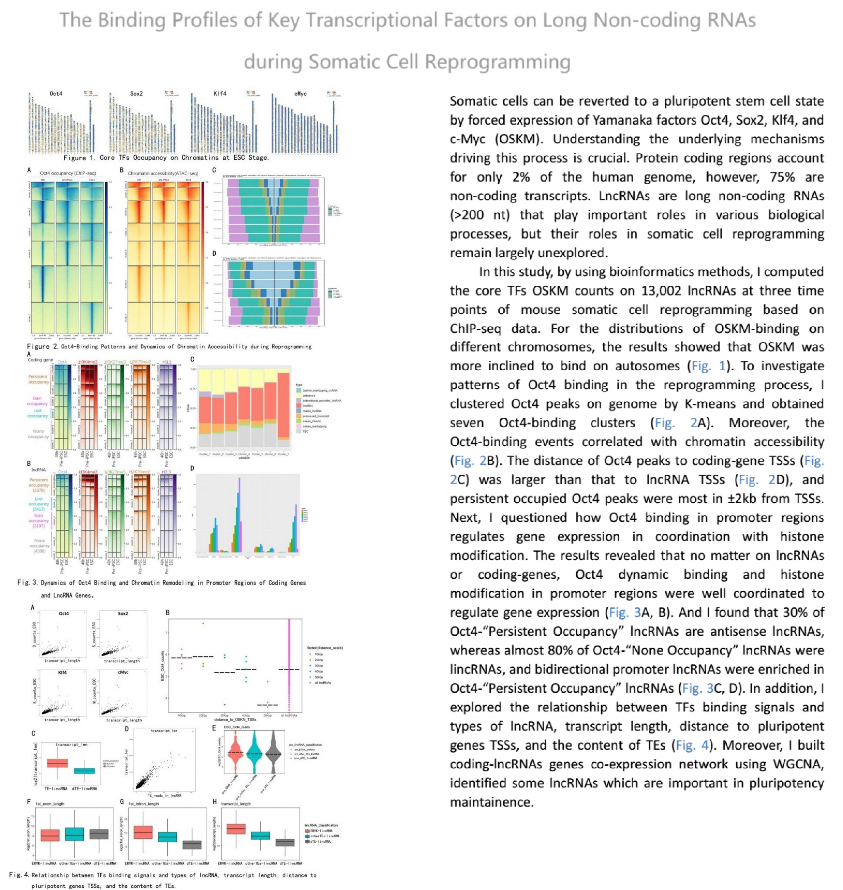 The Binding Profiles of Key Transcriptional Factors on Long Non-coding RNAs
during Somatic Cell Reprogramming
Oct4
Sox2
Klf4
cMyc
Figure 1. Core TFs Occupancy on Chromatins at ESC Stage.
A
Oct4 occupancy (ChIP-seq)
B
Chromatin accessibility(ATAC-seq)
C
D
Figure 2. Oct4-Binding Patterns and Dynamics of Chromatin Accessibility during Reprogramming
A
Coding gene
Persistent
occupancy
Gain
occupancy
Lost
occupancy
None
occupancy
C
B
lncRNA
Persistent
occupancy
occupancy
occupancy
None
occupancy
D
Fig. 3. Dynamics of Oct4 Binding and Chromatin Remodeling in Promoter Regions of Coding Genes
and LncRNA Genes.
A
Oct4
Sox2
transcript_length
transcript_length
Klf4
cMyc
transcript_length
transcript_length
B
distance_to_OSKN_TSSs
C
transcript_len
TE-lincRNA
dTE-lincRNA
D
transcript_len
TE_node_in_lncRNA
E
F
G
H
transcript_length
Fig. 4. Relationship between TFs binding signals and types of lncRNA, transcript length, distance to
pluripotent genes TSSs, and the content of TEs.
Somatic cells can be reverted to a pluripotent stem cell state
by forced expression of Yamanaka factors Oct4, Sox2, Klf4, and
c-Myc (OSKM). Understanding the underlying mechanisms
driving this process is crucial. Protein coding regions account
for only 2% of the human genome, however, 75% are
non-coding transcripts. LncRNAs are long non-coding RNAs
(>200 nt) that play important roles in various biological
processes, but their roles in somatic cell reprogramming
remain largely unexplored.
In this study, by using bioinformatics methods, I computed
the core TFs OSKM counts on 13,002 lncRNAs at three time
points of mouse somatic cell reprogramming based on
ChIP-seq data. For the distributions of OSKM-binding on
different chromosomes, the results showed that OSKM was
more inclined to bind on autosomes (Fig. 1). To investigate
patterns of Oct4 binding in the reprogramming process, I
clustered Oct4 peaks on genome by K-means and obtained
seven Oct4-binding clusters (Fig. 2A). Moreover, the
Oct4-binding events correlated with chromatin accessibility
(Fig. 2B). The distance of Oct4 peaks to coding-gene TSSs (Fig.
2C) was larger than that to lncRNA TSSs (Fig. 2D), and
persistent occupied Oct4 peaks were most in ±2kb from TSSs.
Next, I questioned how Oct4 binding in promoter regions
regulates gene expression in coordination with histone
modification. The results revealed that no matter on lncRNAs
or coding-genes, Oct4 dynamic binding and histone
modification in promoter regions were well coordinated to
regulate gene expression (Fig. 3A, B). And I found that 30% of
Oct4-“Persistent Occupancy” lncRNAs are antisense lncRNAs,
whereas almost 80% of Oct4-“None Occupancy” lncRNAs were
lincRNAs, and bidirectional promoter lncRNAs were enriched in
Oct4-“Persistent Occupancy” lncRNAs (Fig. 3C, D). In addition, I
explored the relationship between TFs binding signals and
types of lncRNA, transcript length, distance to pluripotent
genes TSSs, and the content of TEs (Fig. 4). Moreover, I built
coding-lncRNAs genes co-expression network using WGCNA,
identified some lncRNAs which are important in pluripotency
maintainence.